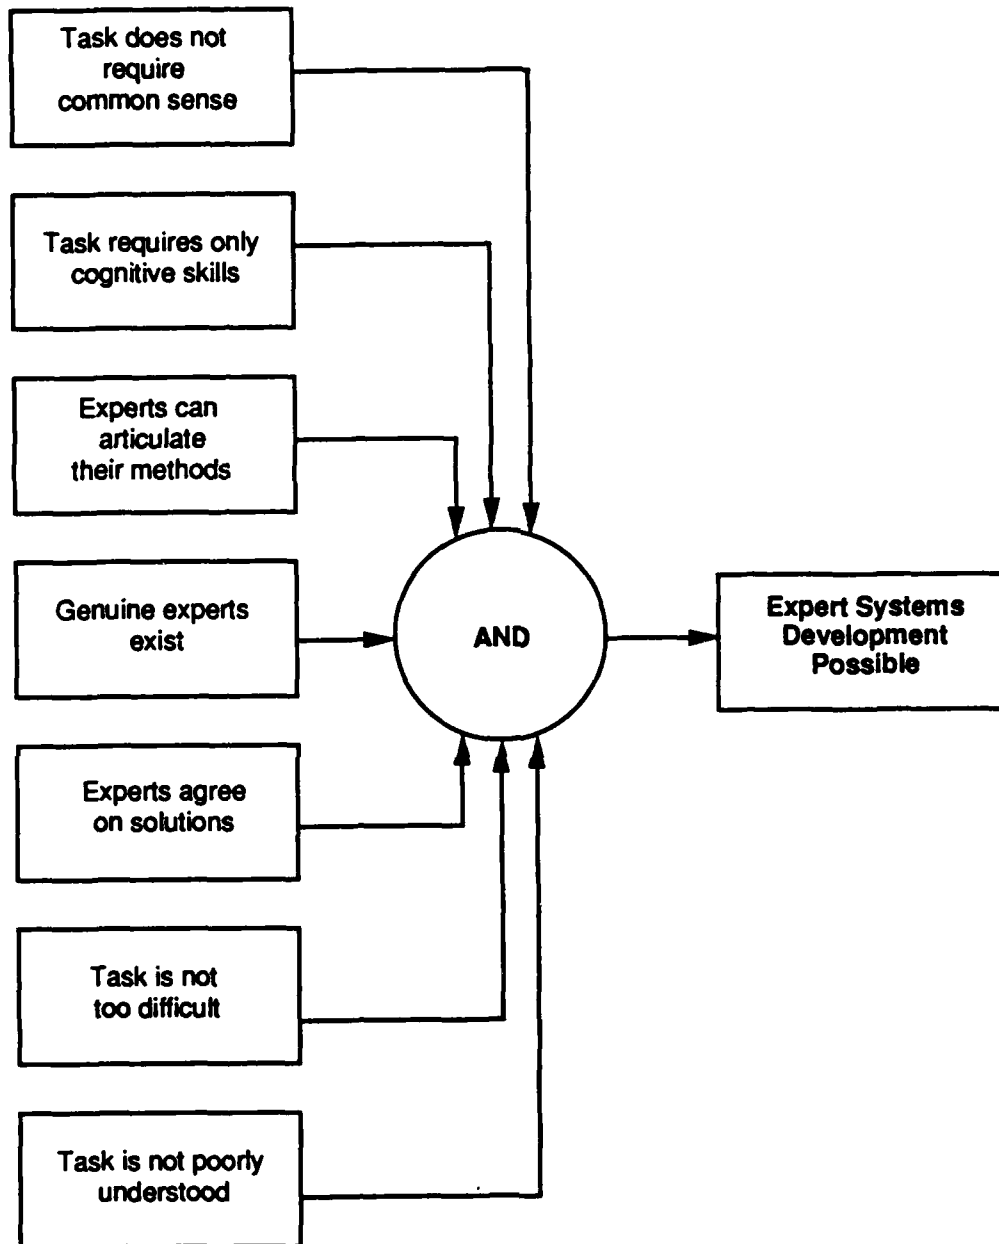 Task does not
require
common sense
Task requires only
cognitive skills
Experts can
articulate
their methods
Genuine experts
exist
AND
Expert Systems
Development
Possible
Experts agree
on solutions
Task is not
too difficult
Task is not poorly
understood